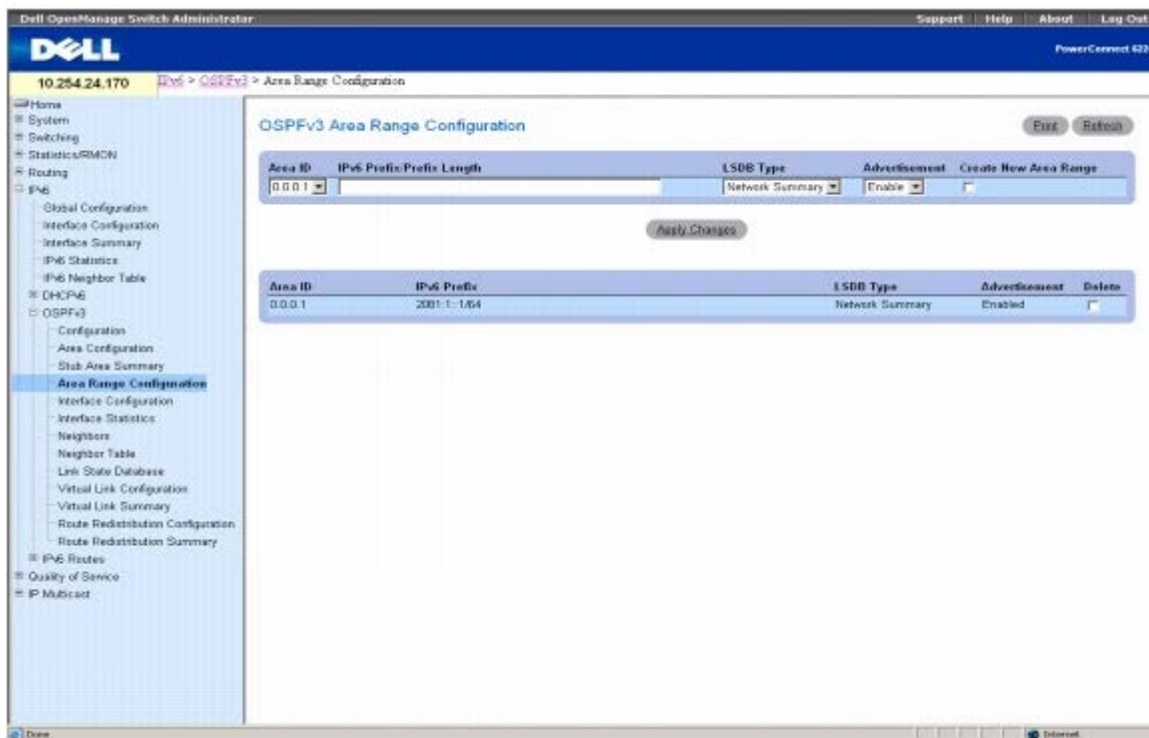 Dell OpenManage Switch Administrator
Support Help About Log Out
DELL
PowerConnect 622
10.254.24.170
IPv6 > OSPFv3 > Area Range Configuration
Home
System
Switching
Statistics/RMON
Routing
IPv6
Global Configuration
Interface Configuration
Interface Summary
IPv6 Statistics
IPv6 Neighbor Table
DHCPv6
OSPFv3
Configuration
Area Configuration
Stub Area Summary
Area Range Configuration
Interface Configuration
Interface Statistics
Neighbors
Neighbor Table
Link State Database
Virtual Link Configuration
Virtual Link Summary
Route Redistribution Configuration
Route Redistribution Summary
IPv6 Routes
Quality of Service
IP Multicast
OSPFv3 Area Range Configuration
Print Refresh
Area ID IPv6 Prefix/Prefix Length LSDB Type Advertisement Create New Area Range
0.0.0.1 Network Summary Enable
Apply Changes
Area ID IPv6 Prefix LSDB Type Advertisement Delete
0.0.0.1 2081:1::1/64 Network Summary Enabled
Done
Internet